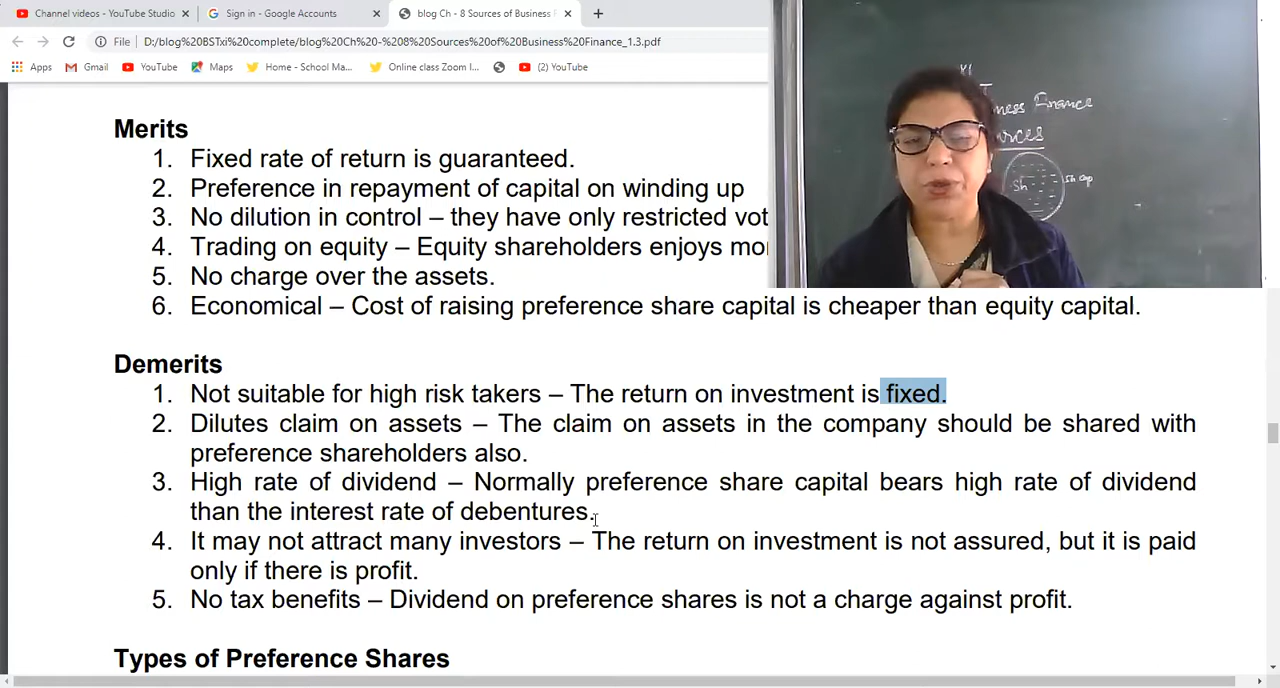 Channel videos - YouTube Studio
Sign in - Google Accounts
blog Ch - 8 Sources of Business F
File D:/blog%20BSTxi%20complete/blog%20Ch%20-%208%20Sources%20of%20Business%20Finance_1.3.pdf
Apps Gmail YouTube Maps Home - School Ma... Online class Zoom I... (2) YouTube
XI
ness Finance
urces
Sh
Sh Cap
Merits
1. Fixed rate of return is guaranteed.
2. Preference in repayment of capital on winding up
3. No dilution in control – they have only restricted vot
4. Trading on equity – Equity shareholders enjoys mo
5. No charge over the assets.
6. Economical – Cost of raising preference share capital is cheaper than equity capital.
Demerits
1. Not suitable for high risk takers – The return on investment is fixed.
2. Dilutes claim on assets – The claim on assets in the company should be shared with
preference shareholders also.
3. High rate of dividend – Normally preference share capital bears high rate of dividend
than the interest rate of debentures.
4. It may not attract many investors – The return on investment is not assured, but it is paid
only if there is profit.
5. No tax benefits – Dividend on preference shares is not a charge against profit.
Types of Preference Shares